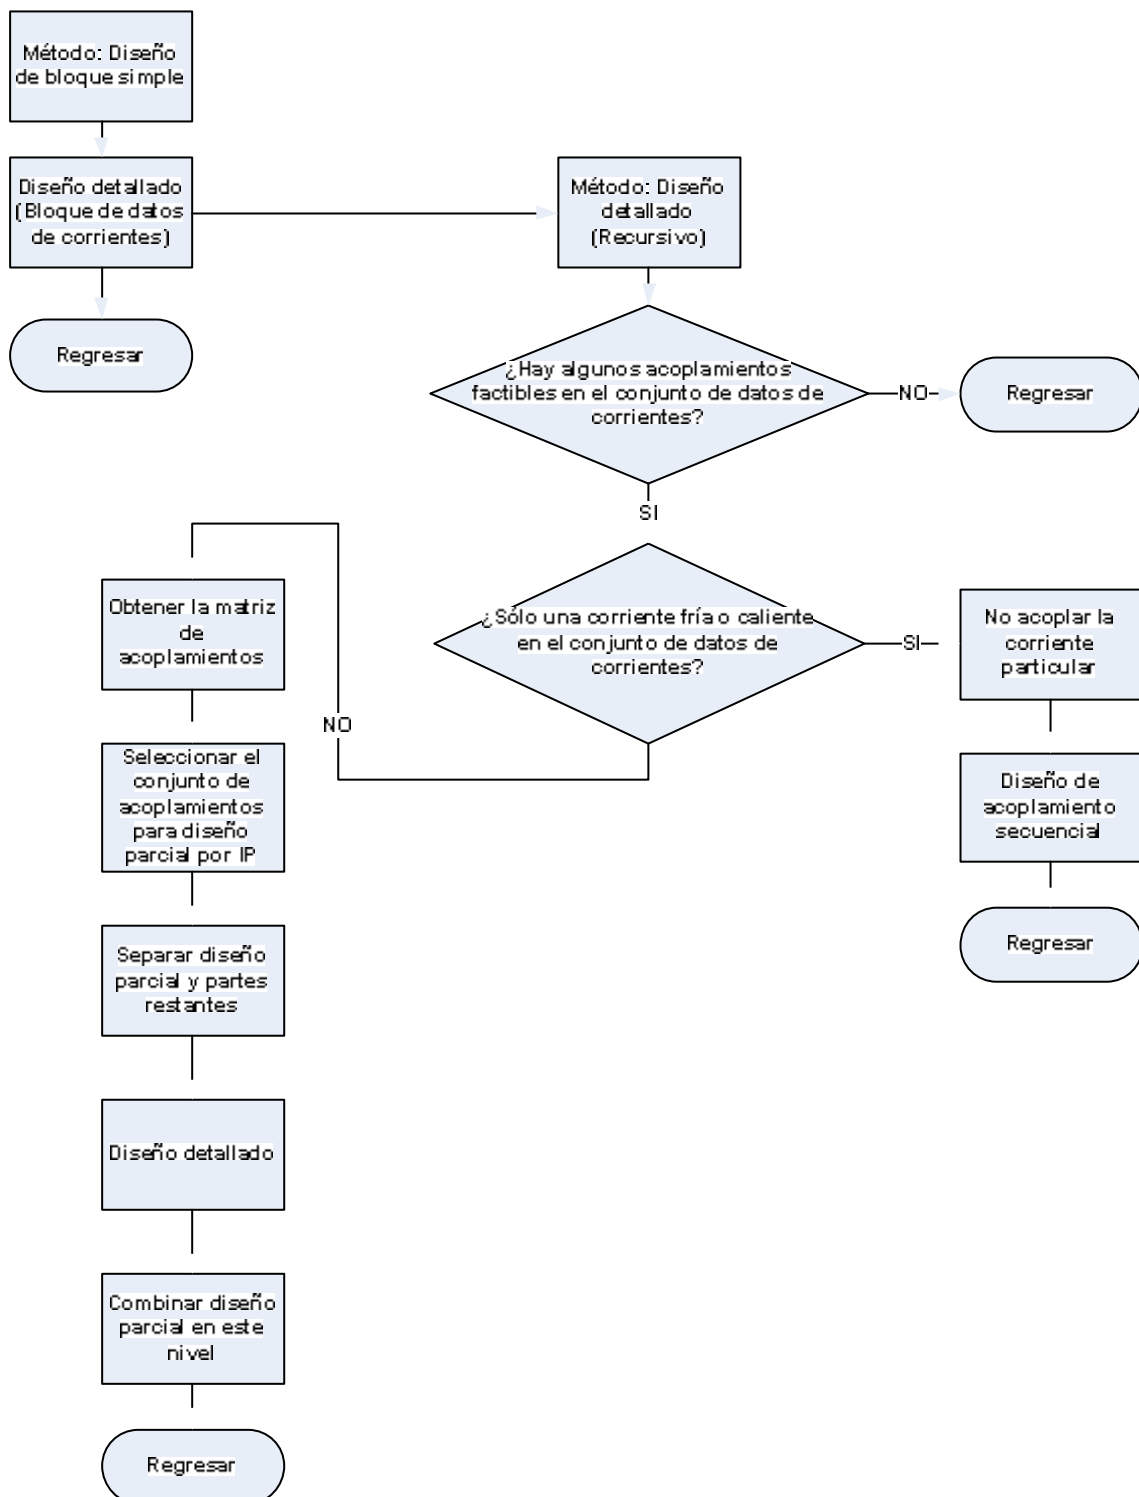 Método: Diseño
de bloque simple
Diseño detallado
(Bloque de datos
de corrientes)
Regresar
Método: Diseño
detallado
(Recursivo)
¿Hay algunos acoplamientos
factibles en el conjunto de datos de
corrientes?
NO
Regresar
SI
¿Sólo una corriente fría o caliente
en el conjunto de datos de
corrientes?
SI
No acoplar la
corriente
particular
Diseño de
acoplamiento
secuencial
Regresar
NO
Obtener la matriz
de
acoplamientos
Seleccionar el
conjunto de
acoplamientos
para diseño
parcial por IP
Separar diseño
parcial y partes
restantes
Diseño detallado
Combinar diseño
parcial en este
nivel
Regresar